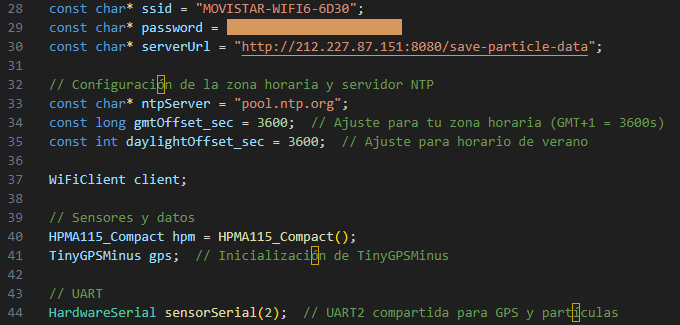 28 const char* ssid = "MOVISTAR-WIFI6-6D30";
29 const char* password =
30 const char* serverUrl = "http://212.227.87.151:8080/save-particle-data";
31
32 // Configuración de la zona horaria y servidor NTP
33 const char* ntpServer = "pool.ntp.org";
34 const long gmtOffset_sec = 3600;  // Ajuste para tu zona horaria (GMT+1 = 3600s)
35 const int daylightOffset_sec = 3600;  // Ajuste para horario de verano
36
37 WiFiClient client;
38
39 // Sensores y datos
40 HPMA115_Compact hpm = HPMA115_Compact();
41 TinyGPSMinus gps;  // Inicialización de TinyGPSMinus
42
43 // UART
44 HardwareSerial sensorSerial(2);  // UART2 compartida para GPS y partículas